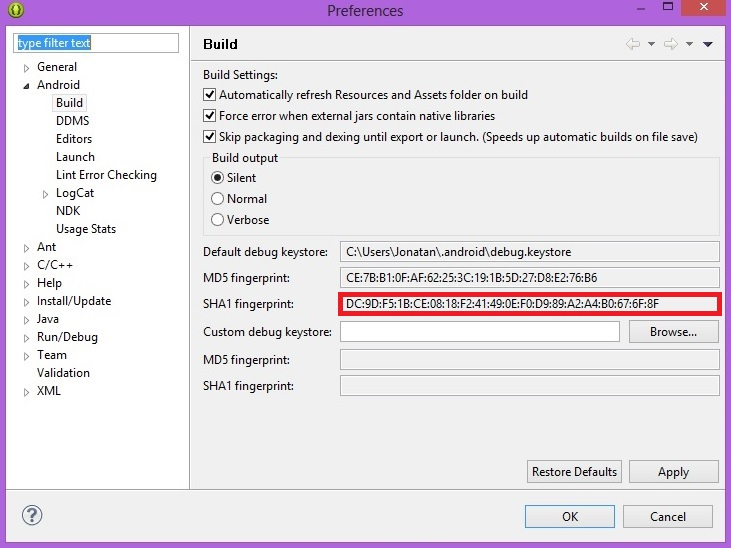 Preferences
type filter text
General
Android
Build
DDMS
Editors
Launch
Lint Error Checking
LogCat
NDK
Usage Stats
Ant
C/C++
Help
Install/Update
Java
Run/Debug
Team
Validation
XML
Build
Build Settings:
Automatically refresh Resources and Assets folder on build
Force error when external jars contain native libraries
Skip packaging and dexing until export or launch. (Speeds up automatic builds on file save)
Build output
Silent
Normal
Verbose
Default debug keystore: C:\Users\Jonatan\.android\debug.keystore
MD5 fingerprint: CE:7B:B1:0F:AF:62:25:3C:19:1B:5D:27:D8:E2:76:B6
SHA1 fingerprint: DC:9D:F5:1B:CE:08:18:F2:41:49:0E:F0:D9:89:A2:A4:B0:67:6F:8F
Custom debug keystore: Browse...
MD5 fingerprint:
SHA1 fingerprint:
Restore Defaults Apply
? OK Cancel